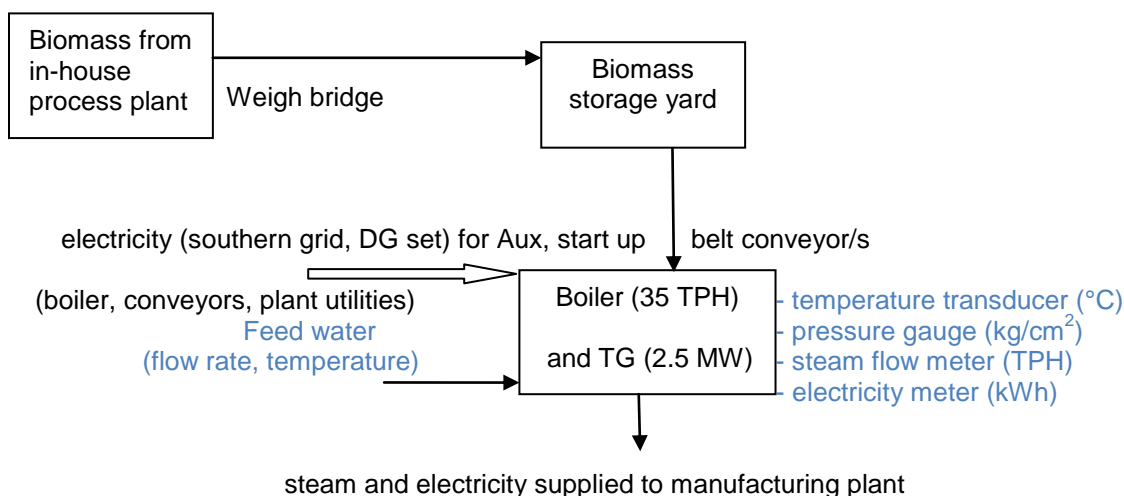 Biomass from
in-house
process plant
Weigh bridge
Biomass
storage yard
electricity (southern grid, DG set) for Aux, start up
belt conveyor/s
(boiler, conveyors, plant utilities)
Feed water
(flow rate, temperature)
Boiler (35 TPH)
and TG (2.5 MW)
- temperature transducer (°C)
- pressure gauge (kg/cm²)
- steam flow meter (TPH)
- electricity meter (kWh)
steam and electricity supplied to manufacturing plant